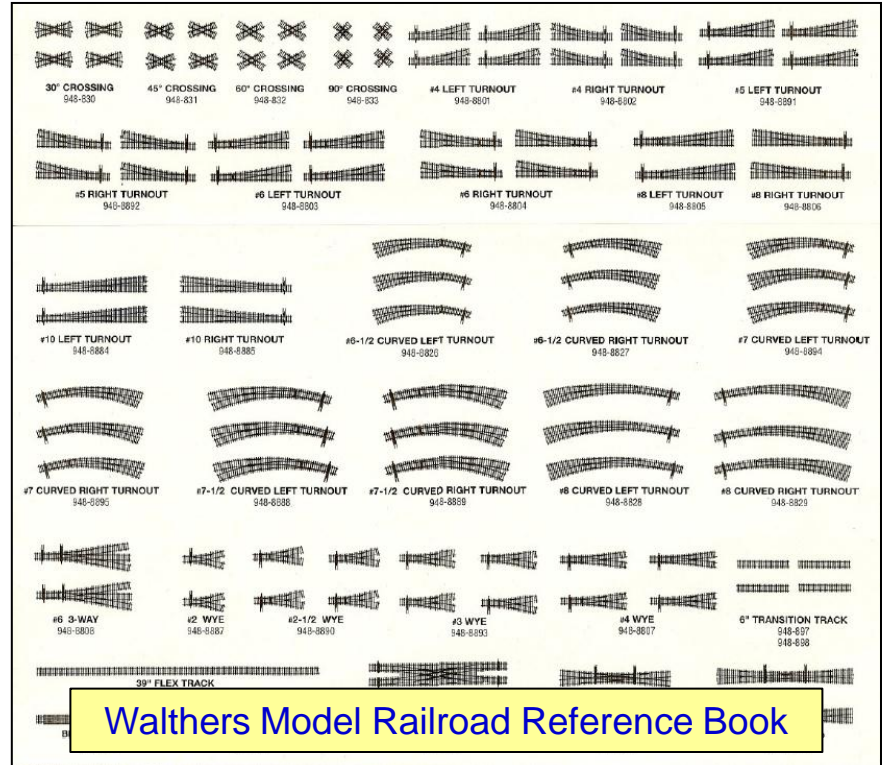 30° CROSSING 45° CROSSING 60° CROSSING 90° CROSSING #4 LEFT TURNOUT #4 RIGHT TURNOUT #5 LEFT TURNOUT
948-830 948-831 948-832 948-833 948-8801 948-8802 948-8891
#5 RIGHT TURNOUT #6 LEFT TURNOUT #6 RIGHT TURNOUT #8 LEFT TURNOUT #8 RIGHT TURNOUT
948-8892 948-8803 948-8804 948-8805 948-8806
#10 LEFT TURNOUT #10 RIGHT TURNOUT #6-1/2 CURVED LEFT TURNOUT #6-1/2 CURVED RIGHT TURNOUT #7 CURVED LEFT TURNOUT
948-8884 948-8885 948-8826 948-8827 948-8894
#7 CURVED RIGHT TURNOUT #7-1/2 CURVED LEFT TURNOUT #7-1/2 CURVED RIGHT TURNOUT #8 CURVED LEFT TURNOUT #8 CURVED RIGHT TURNOUT
948-8895 948-8888 948-8889 948-8828 948-8829
#6 3-WAY #2 WYE #2-1/2 WYE #3 WYE #4 WYE 6" TRANSITION TRACK
948-8808 948-8887 948-8890 948-8893 948-8807 948-897
948-898
39" FLEX TRACK
Walthers Model Railroad Reference Book